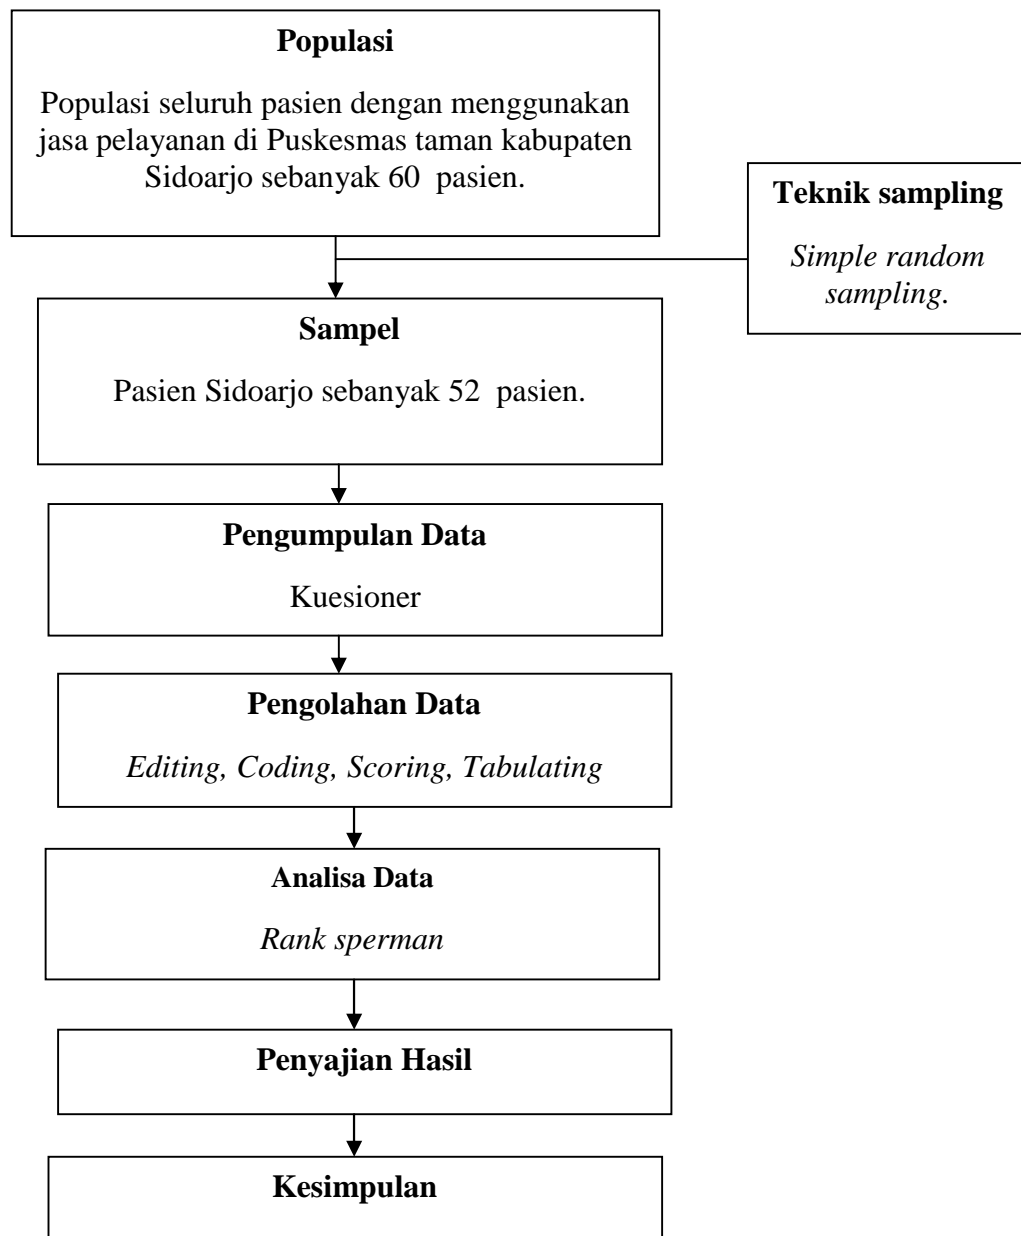 Populasi
Populasi seluruh pasien dengan menggunakan
jasa pelayanan di Puskesmas taman kabupaten
Sidoarjo sebanyak 60  pasien.
Teknik sampling
Simple random
sampling.
Sampel
Pasien Sidoarjo sebanyak 52  pasien.
Pengumpulan Data
Kuesioner
Pengolahan Data
Editing, Coding, Scoring, Tabulating
Analisa Data
Rank sperman
Penyajian Hasil
Kesimpulan